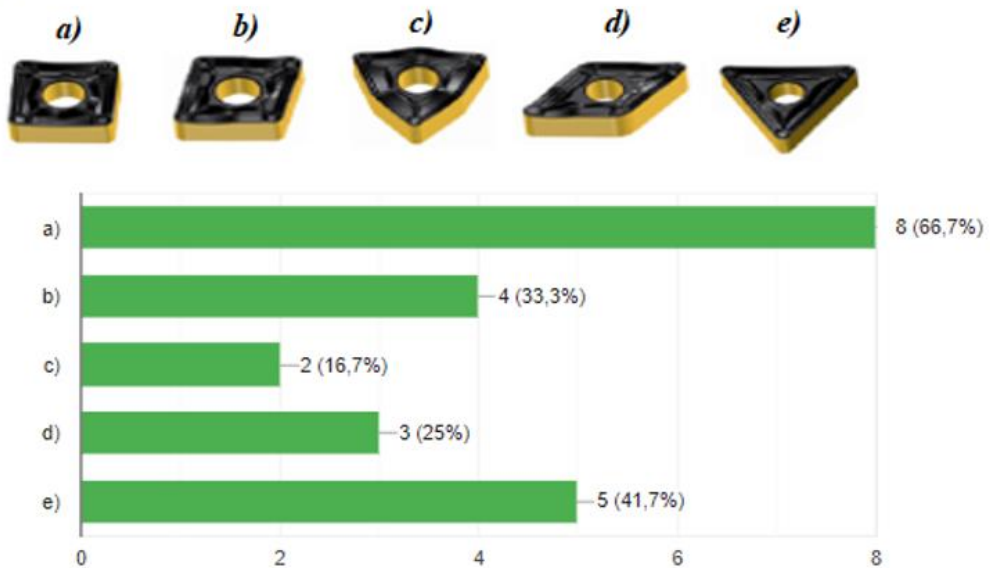 a) b) c) d) e)
a) 8 (66,7%)
b) 4 (33,3%)
c) 2 (16,7%)
d) 3 (25%)
e) 5 (41,7%)
0 2 4 6 8